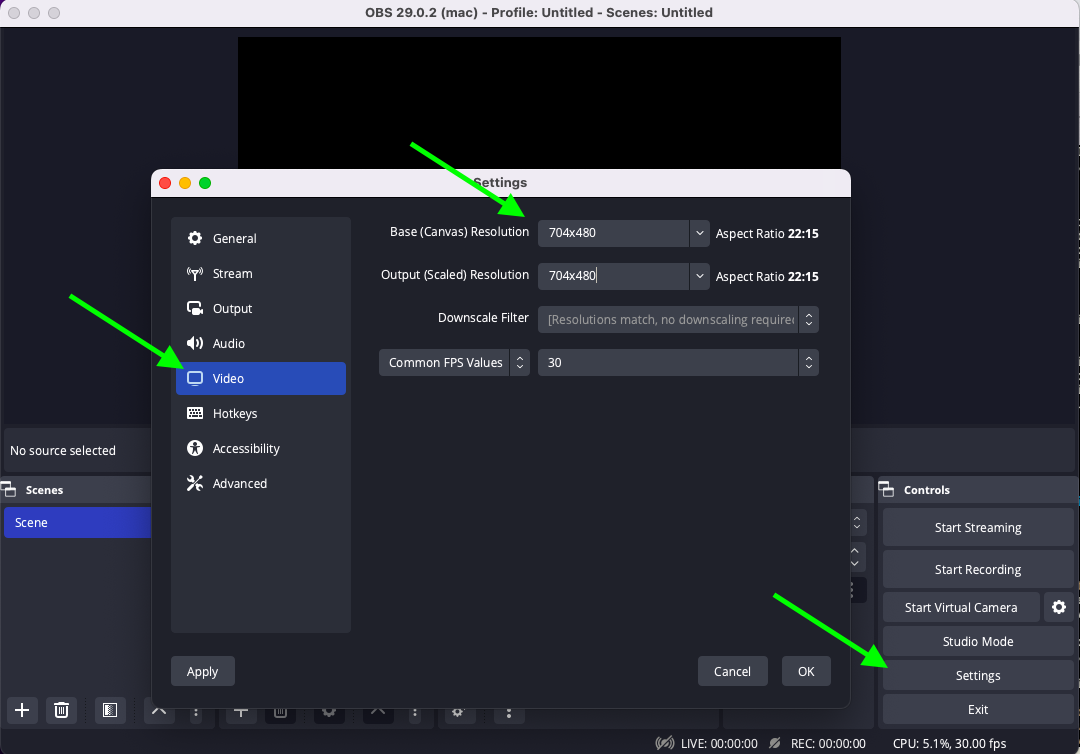 OBS 29.0.2 (mac) - Profile: Untitled - Scenes: Untitled
Settings
General
Stream
Output
Audio
Video
Hotkeys
Accessibility
Advanced
Base (Canvas) Resolution 704x480 Aspect Ratio 22:15
Output (Scaled) Resolution 704x480 Aspect Ratio 22:15
Downscale Filter [Resolutions match, no downscaling require
Common FPS Values 30
Apply Cancel OK
No source selected
Scenes
Scene
Controls
Start Streaming
Start Recording
Start Virtual Camera
Studio Mode
Settings
Exit
LIVE: 00:00:00 REC: 00:00:00 CPU: 5.1%, 30.00 fps